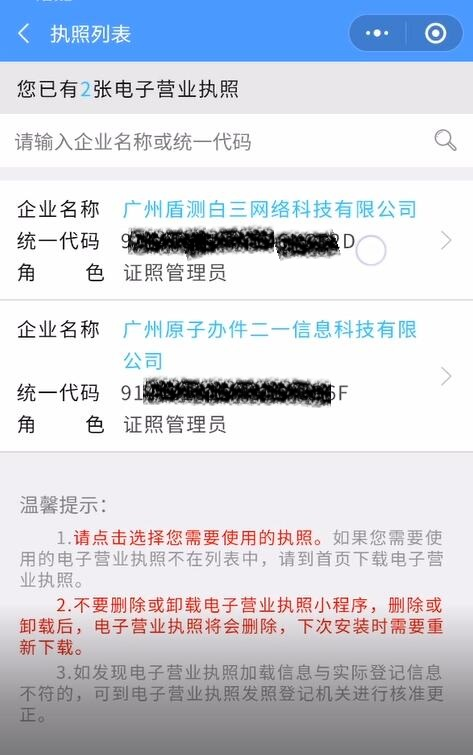 执照列表
您已有2张电子营业执照
请输入企业名称或统一代码
企业名称 广州盾测白三网络科技有限公司
统一代码 9 2D
角 色 证照管理员
企业名称 广州原子办件二一信息科技有限
公司
统一代码 91 6F
角 色 证照管理员
温馨提示:
1.请点击选择您需要使用的执照。如果您需要使
用的电子营业执照不在列表中，请到首页下载电子营
业执照。
2.不要删除或卸载电子营业执照小程序，删除或
卸载后，电子营业执照将会删除，下次安装时需要重
新下载。
3.如发现电子营业执照加载信息与实际登记信息
不符的，可到电子营业执照发照登记机关进行核准更
正。